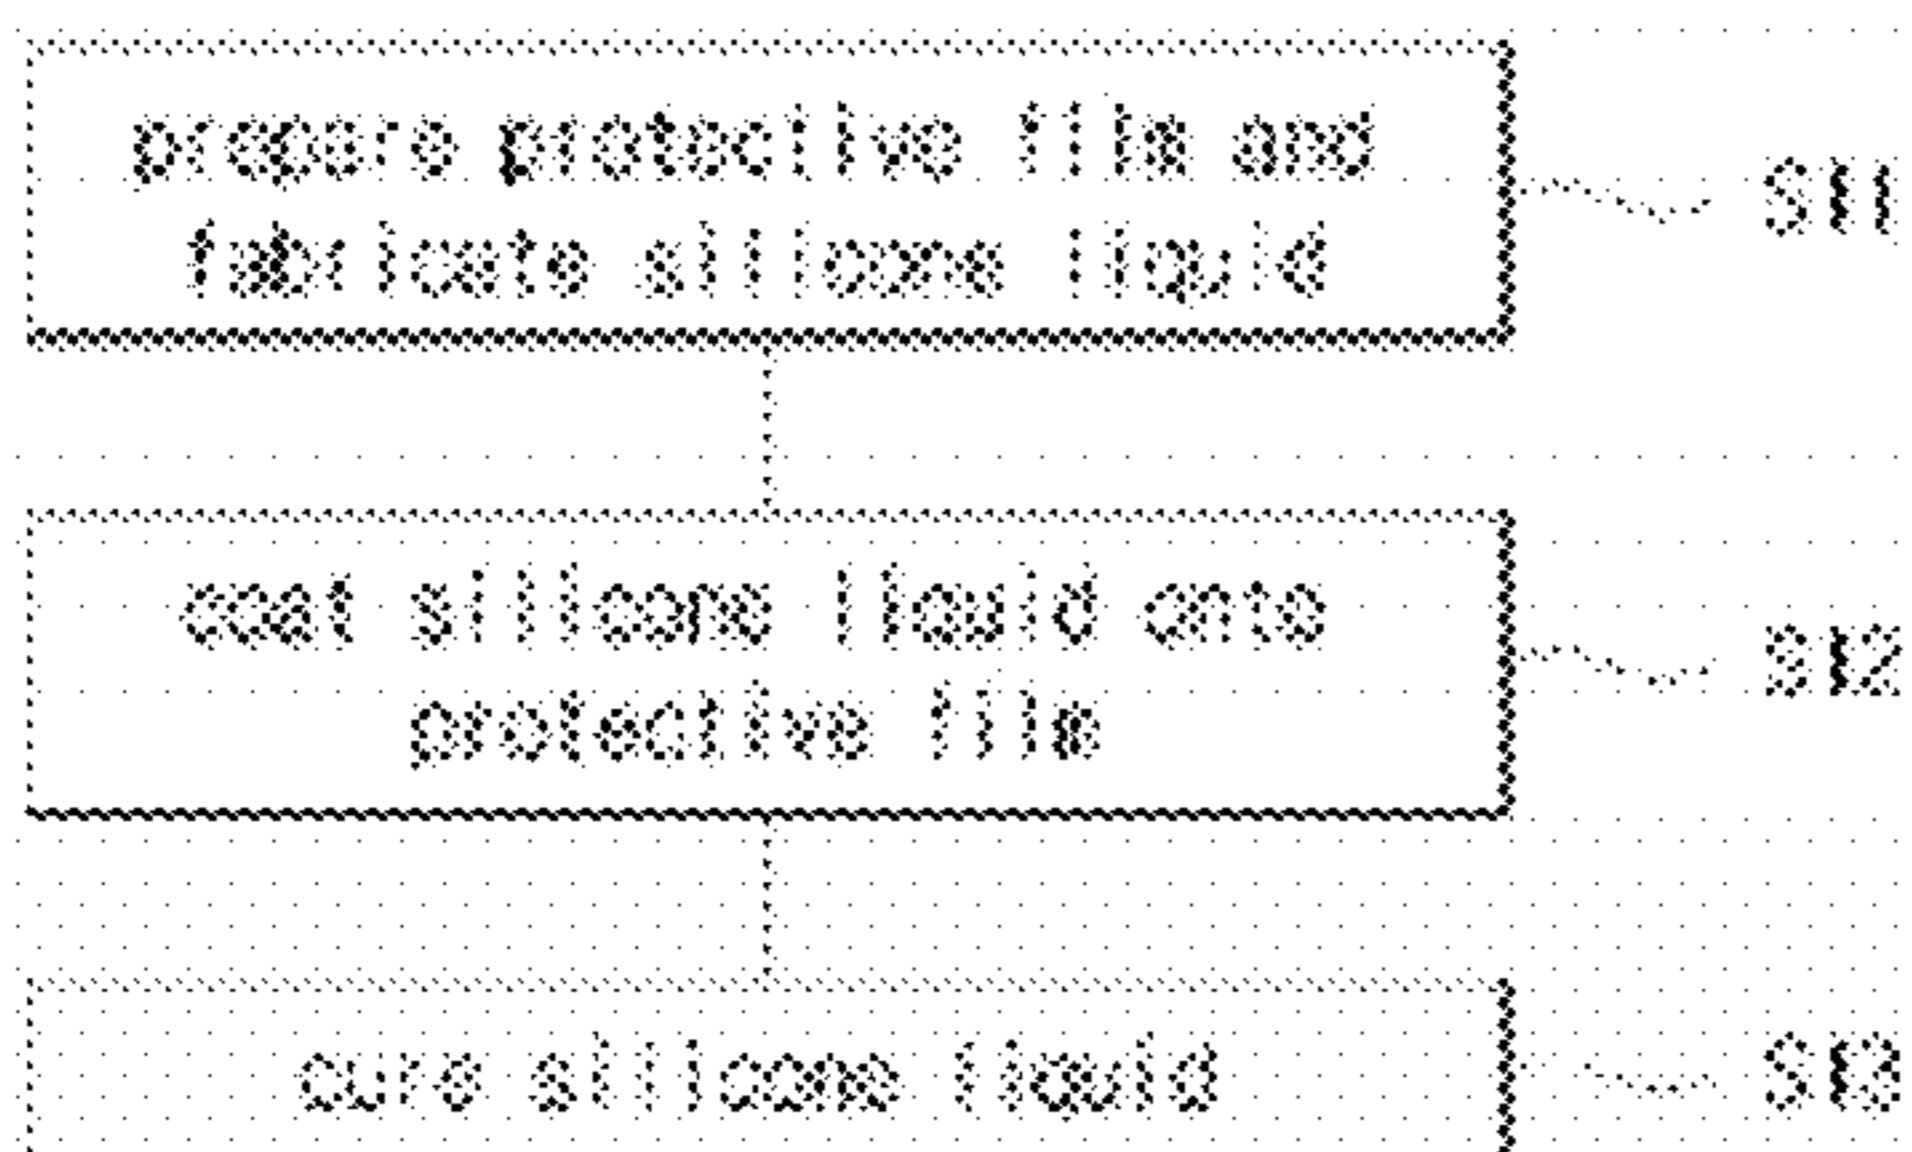 prepare protective film and
fabricate silicone liquid
S11
coat silicone liquid onto
protective film
S12
cure silicone liquid
S13